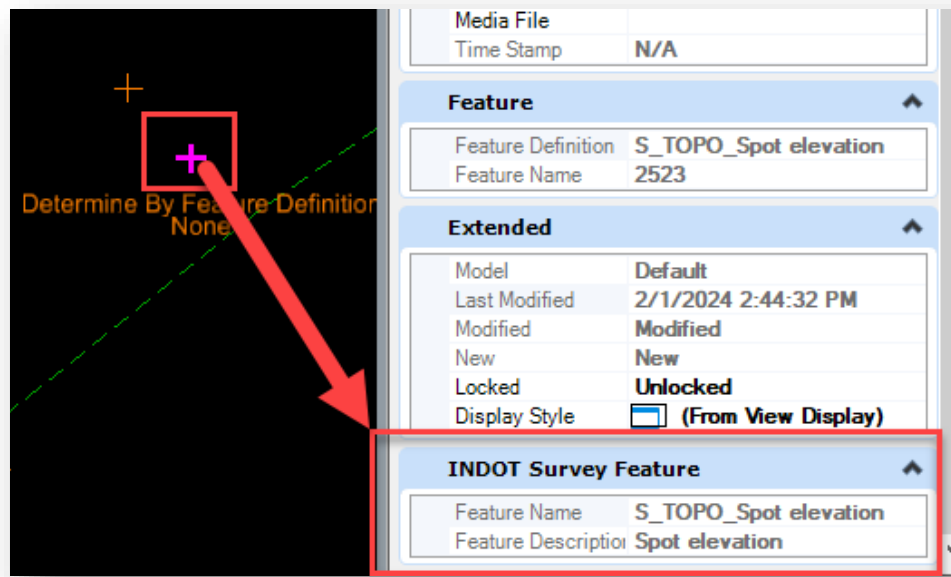 Media File
Time Stamp N/A
Feature
Feature Definition S_TOPO_Spot elevation
Feature Name 2523
Determine By Feature Definition
None
Extended
Model Default
Last Modified 2/1/2024 2:44:32 PM
Modified Modified
New New
Locked Unlocked
Display Style (From View Display)
INDOT Survey Feature
Feature Name S_TOPO_Spot elevation
Feature Descriptio Spot elevation